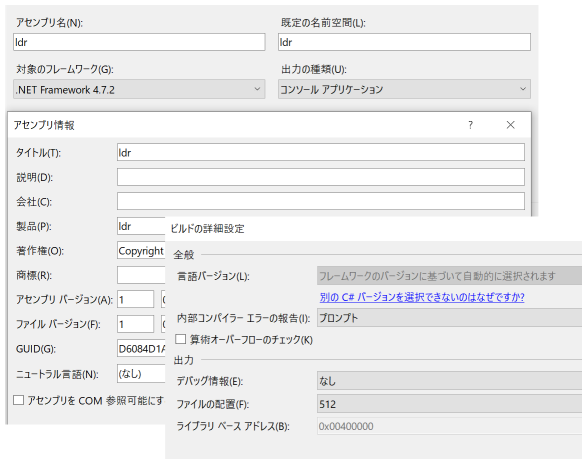 アセンブリ名(N):
既定の名前空間(L):
ldr
ldr
対象のフレームワーク(G):
出力の種類(U):
.NET Framework 4.7.2
コンソール アプリケーション
アセンブリ情報
?
タイトル(T):
ldr
説明(D):
会社(C):
製品(P):
ldr
著作権(O):
Copyright
商標(R):
アセンブリ バージョン(A):
1
ファイル バージョン(F):
1
GUID(G):
D6084D1A
ニュートラル言語(N):
(なし)
アセンブリを COM 参照可能にす
ビルドの詳細設定
全般
言語バージョン(L):
フレームワークのバージョンに基づいて自動的に選択されます
別の C# バージョンを選択できないのはなぜですか?
内部コンパイラー エラーの報告(I):
プロンプト
算術オーバーフローのチェック(K)
出力
デバッグ情報(E):
なし
ファイルの配置(F):
512
ライブラリ ベース アドレス(B):
0x00400000